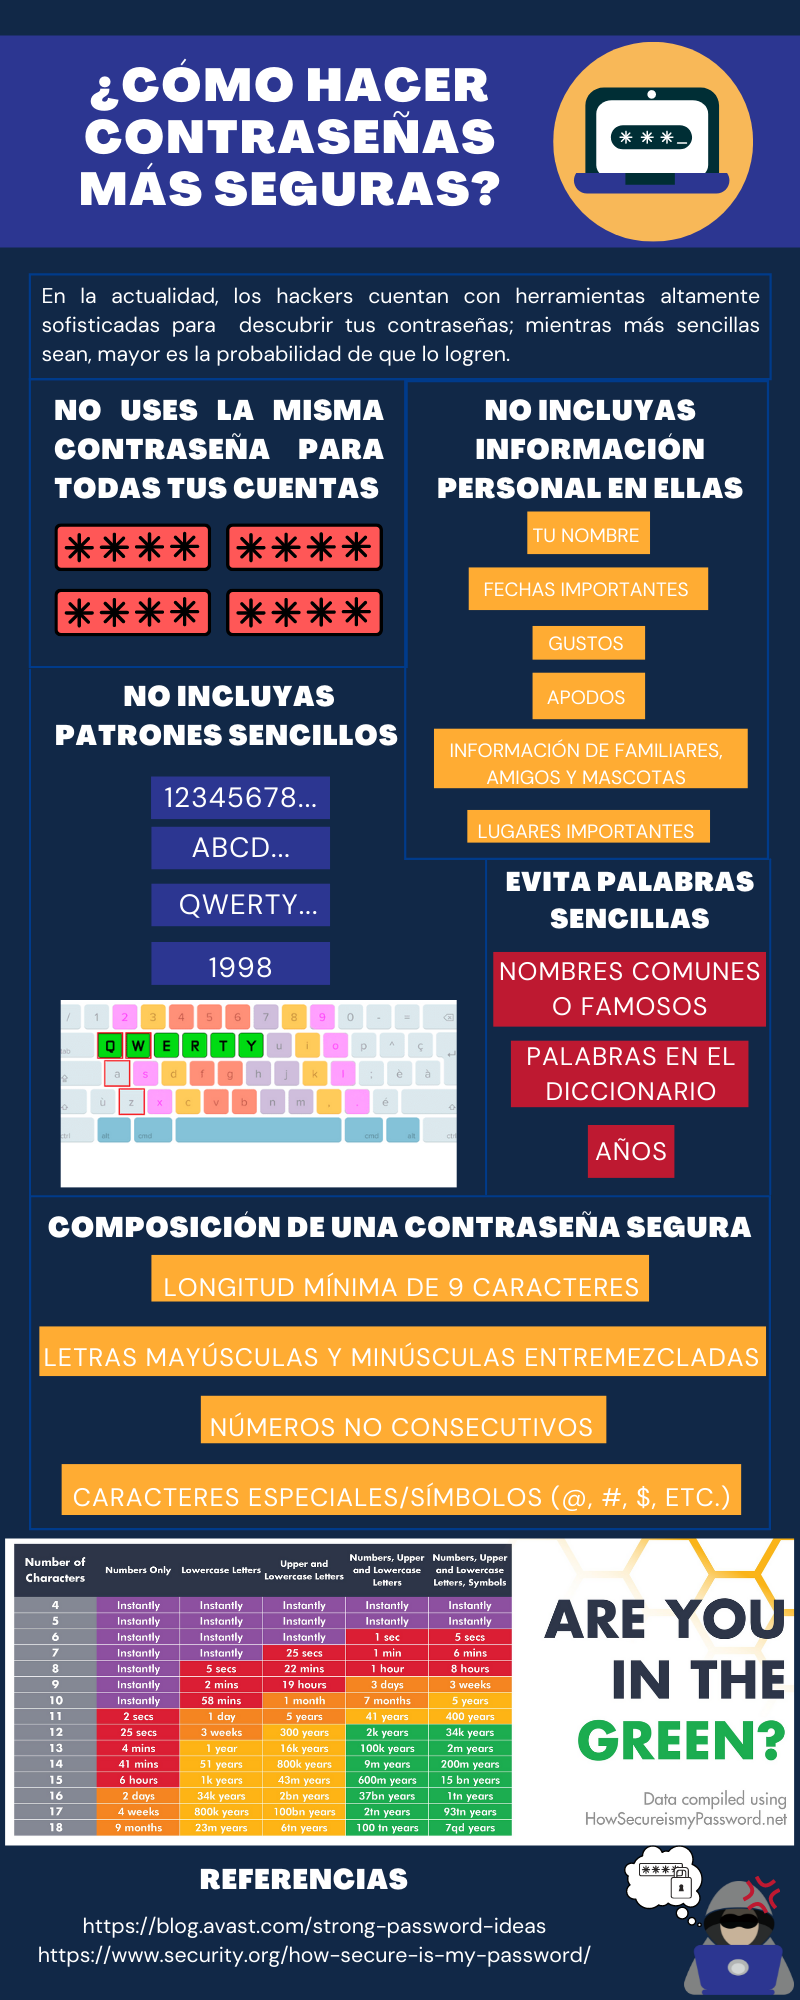 ¿CÓMO HACER
CONTRASEÑAS
MÁS SEGURAS?
***_
En la actualidad, los hackers cuentan con herramientas altamente
sofisticadas para descubrir tus contraseñas; mientras más sencillas
sean, mayor es la probabilidad de que lo logren.
NO USES LA MISMA
CONTRASEÑA PARA
TODAS TUS CUENTAS
**** ****
**** ****
NO INCLUYAS
INFORMACIÓN
PERSONAL EN ELLAS
TU NOMBRE
FECHAS IMPORTANTES
GUSTOS
APODOS
INFORMACIÓN DE FAMILIARES,
AMIGOS Y MASCOTAS
LUGARES IMPORTANTES
NO INCLUYAS
PATRONES SENCILLOS
12345678...
ABCD...
QWERTY...
1998
/ 1 2 3 4 5 6 7 8 9 0 - =
tab Q W E R T Y u i o p ^ ç
a s d f g h j k l ; è à
ù z x c v b n m , . é
ctrl alt cmd cmd alt ctrl
EVITA PALABRAS
SENCILLAS
NOMBRES COMUNES
O FAMOSOS
PALABRAS EN EL
DICCIONARIO
AÑOS
COMPOSICIÓN DE UNA CONTRASEÑA SEGURA
LONGITUD MÍNIMA DE 9 CARACTERES
LETRAS MAYÚSCULAS Y MINÚSCULAS ENTREMEZCLADAS
NÚMEROS NO CONSECUTIVOS
CARACTERES ESPECIALES/SÍMBOLOS (@, #, $, ETC.)
Number of Characters Numbers Only Lowercase Letters Upper and Lowercase Letters Numbers, Upper and Lowercase Letters Numbers, Upper and Lowercase Letters, Symbols
4 Instantly Instantly Instantly Instantly Instantly
5 Instantly Instantly Instantly Instantly Instantly
6 Instantly Instantly Instantly 1 sec 5 secs
7 Instantly Instantly 25 secs 1 min 6 mins
8 Instantly 5 secs 22 mins 1 hour 8 hours
9 Instantly 2 mins 19 hours 3 days 3 weeks
10 Instantly 58 mins 1 month 7 months 5 years
11 2 secs 1 day 5 years 41 years 400 years
12 25 secs 3 weeks 300 years 2k years 34k years
13 4 mins 1 year 16k years 100k years 2m years
14 41 mins 51 years 800k years 9m years 200m years
15 6 hours 1k years 43m years 600m years 15 bn years
16 2 days 34k years 2bn years 37bn years 1tn years
17 4 weeks 800k years 100bn years 2tn years 93tn years
18 9 months 23m years 6tn years 100 tn years 7qd years
ARE YOU
IN THE
GREEN?
Data compiled using
HowSecureismyPassword.net
REFERENCIAS
https://blog.avast.com/strong-password-ideas
https://www.security.org/how-secure-is-my-password/
****